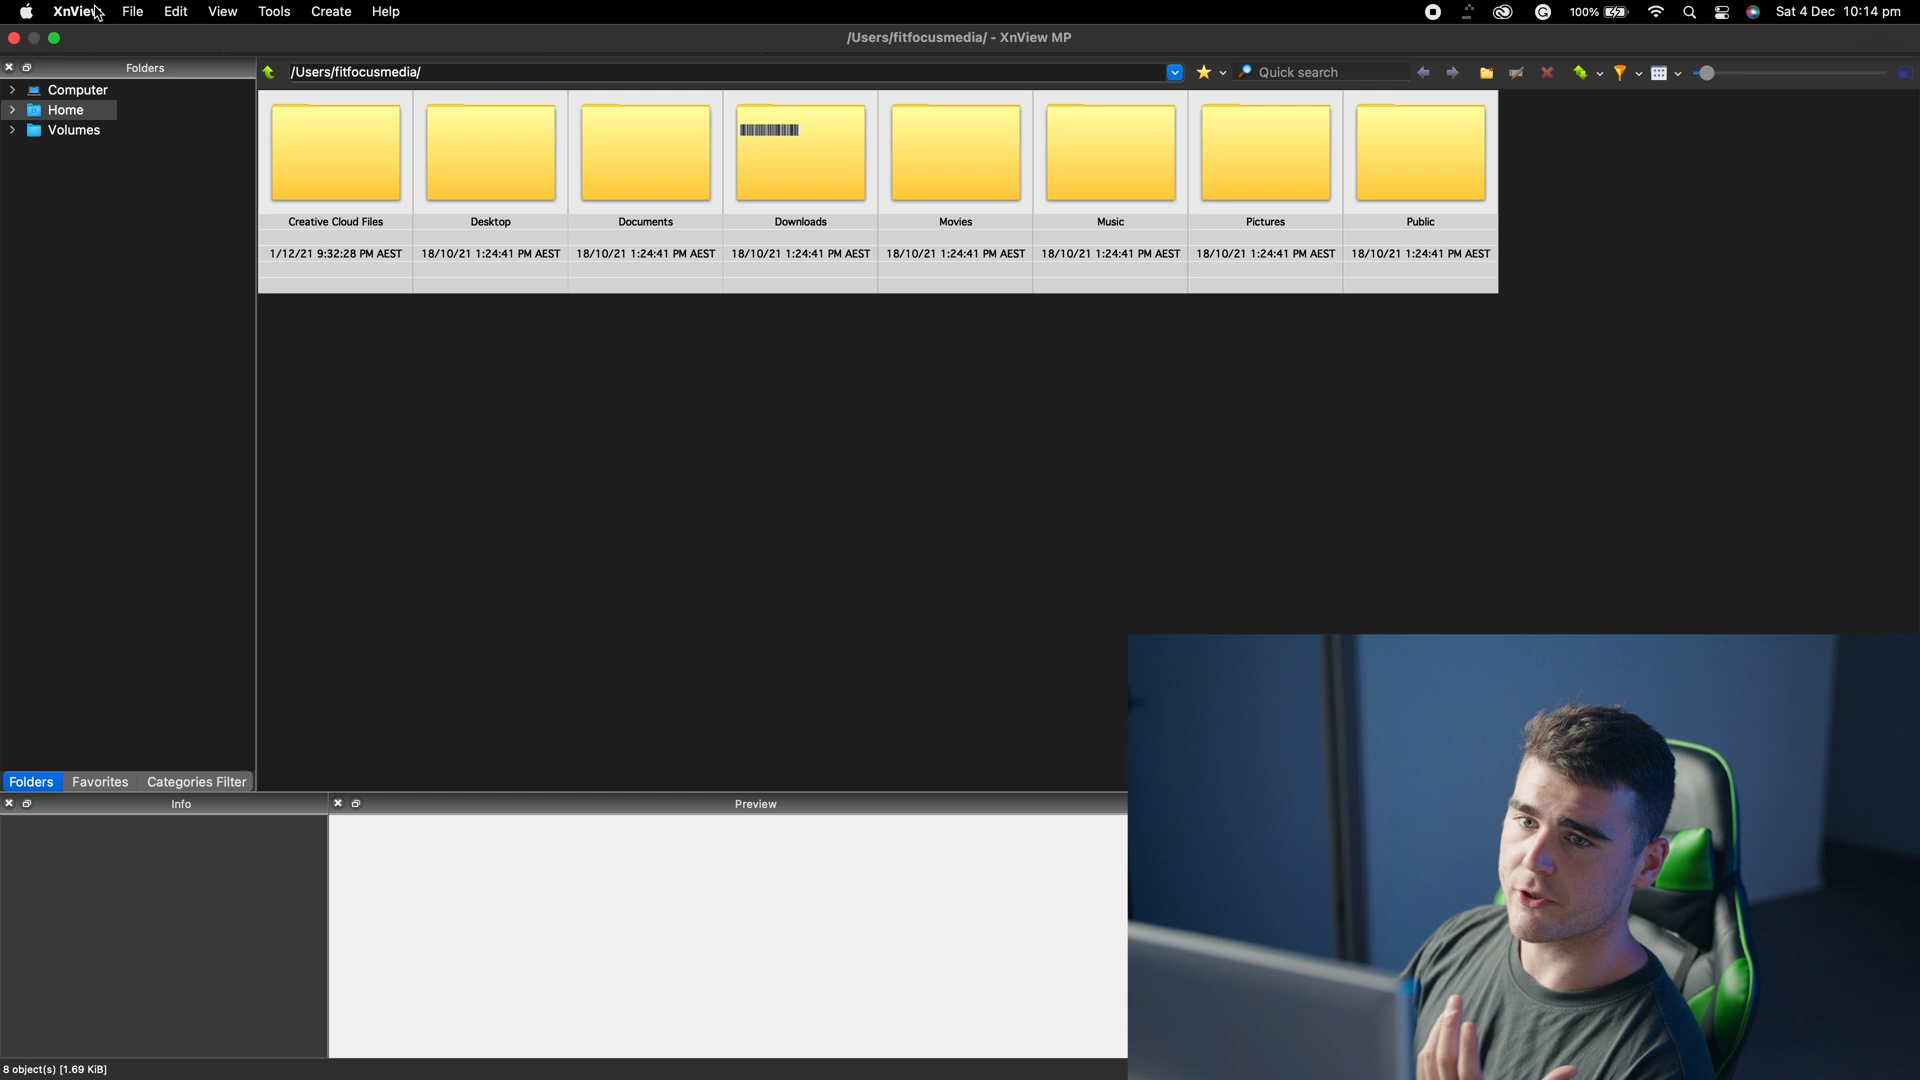 XnView File Edit View Tools Create Help 100% Sat 4 Dec 10:14 pm
/Users/fitfocusmedia/ - XnView MP
Folders
/Users/fitfocusmedia/
Quick search
Computer
Home
Volumes
Creative Cloud Files Desktop Documents Downloads Movies Music Pictures Public
1/12/21 9:32:28 PM AEST 18/10/21 1:24:41 PM AEST 18/10/21 1:24:41 PM AEST 18/10/21 1:24:41 PM AEST 18/10/21 1:24:41 PM AEST 18/10/21 1:24:41 PM AEST 18/10/21 1:24:41 PM AEST 18/10/21 1:24:41 PM AEST
Folders Favorites Categories Filter
Info
Preview
8 object(s) [1.69 KiB]